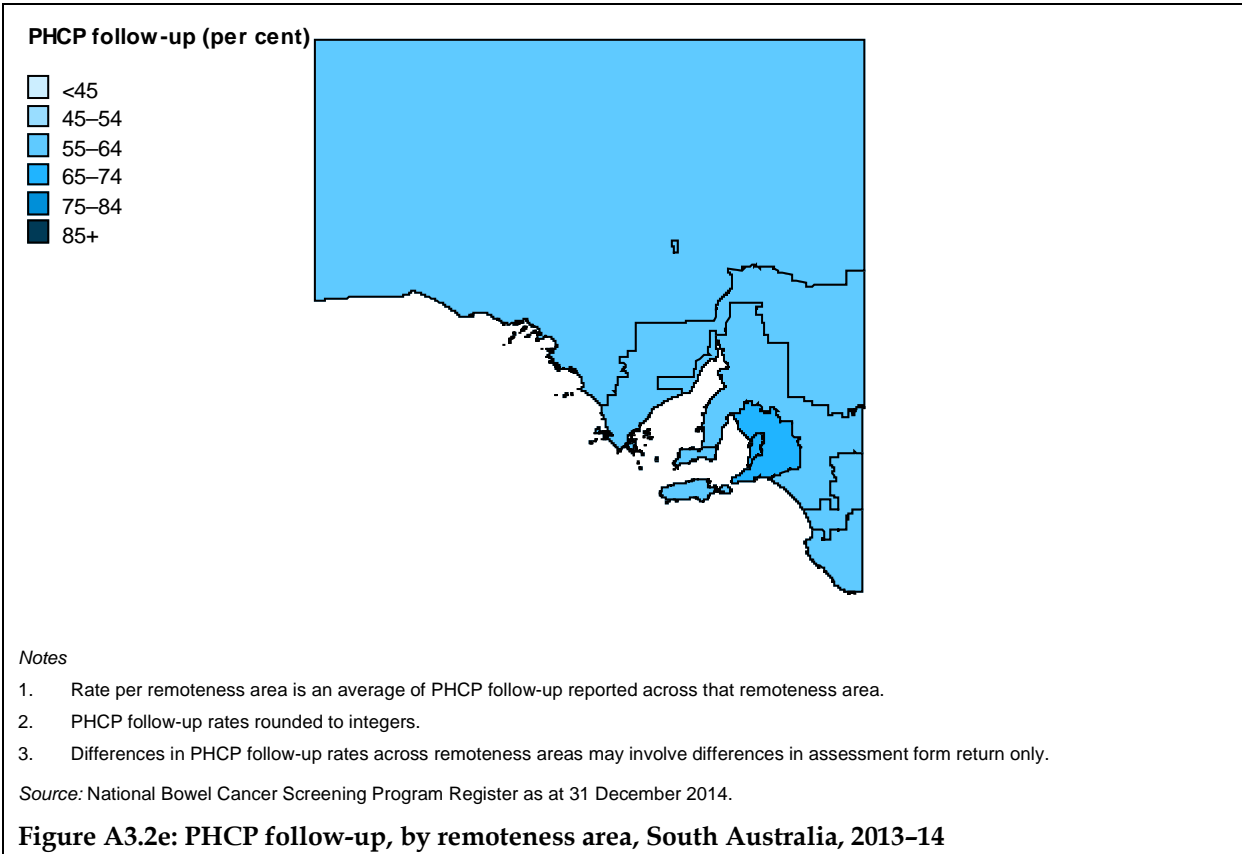 PHCP follow-up (per cent)
<45
45–54
55–64
65–74
75–84
85+
Notes
1. Rate per remoteness area is an average of PHCP follow-up reported across that remoteness area.
2. PHCP follow-up rates rounded to integers.
3. Differences in PHCP follow-up rates across remoteness areas may involve differences in assessment form return only.
Source: National Bowel Cancer Screening Program Register as at 31 December 2014.
Figure A3.2e: PHCP follow-up, by remoteness area, South Australia, 2013–14